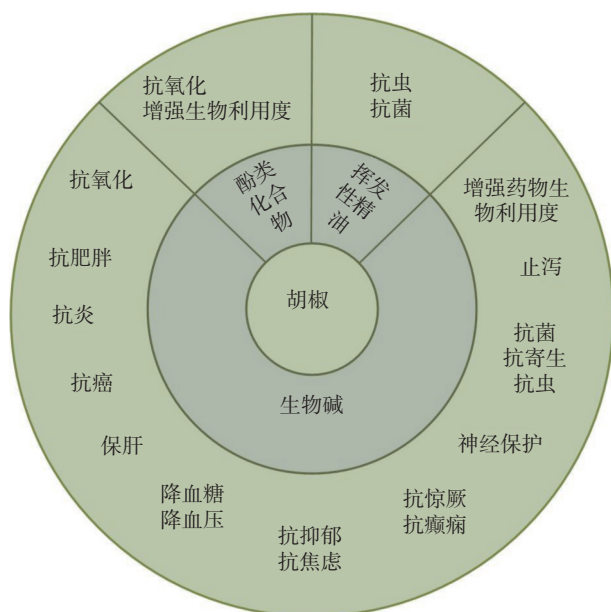 抗氧化
增强生物利用度
抗虫
抗菌
酚类
化合
物
挥发
性精
油
胡椒
生物碱
增强药物生
物利用度
止泻
抗菌
抗寄生
抗虫
神经保护
抗惊厥
抗癫痫
抗抑郁
抗焦虑
降血糖
降血压
保肝
抗癌
抗炎
抗肥胖
抗氧化